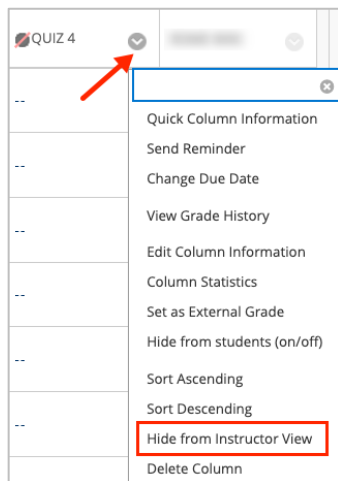 QUIZ 4
--
--
--
--
--
--
Quick Column Information
Send Reminder
Change Due Date
View Grade History
Edit Column Information
Column Statistics
Set as External Grade
Hide from students (on/off)
Sort Ascending
Sort Descending
Hide from Instructor View
Delete Column